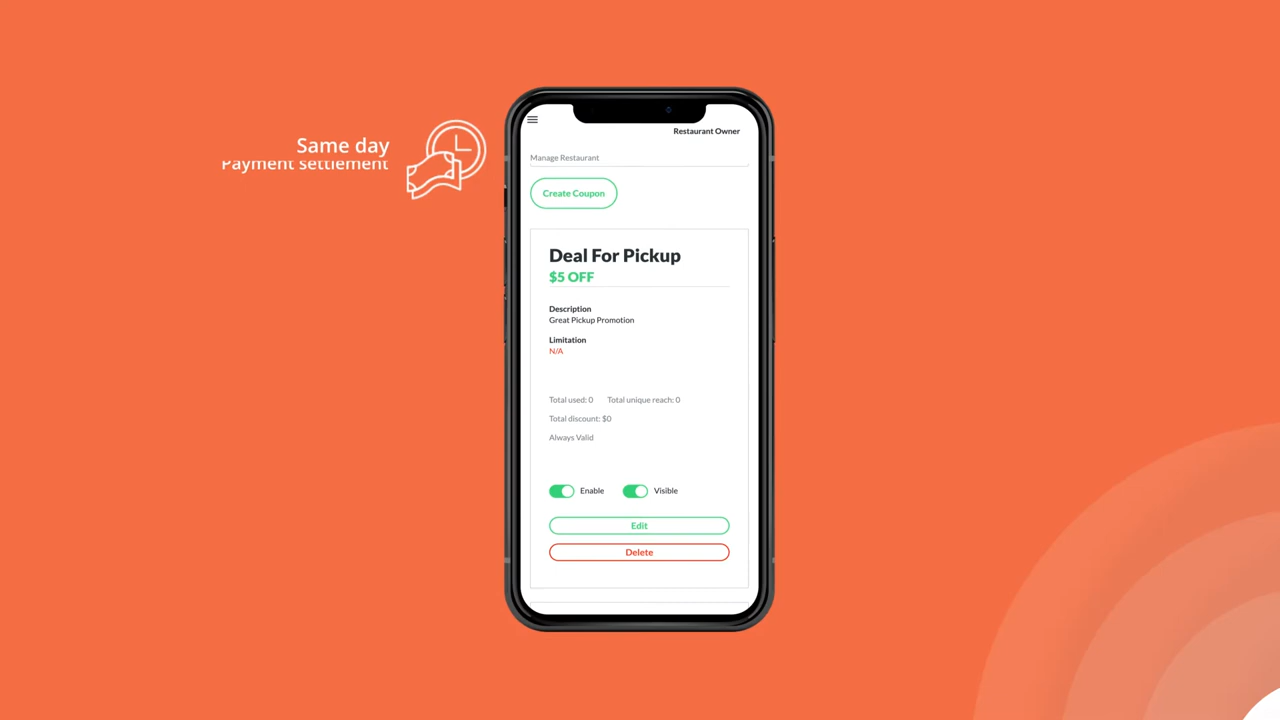 Same day
Payment settlement
Restaurant Owner
Manage Restaurant
Create Coupon
Deal For Pickup
$5 OFF
Description
Great Pickup Promotion
Limitation
N/A
Total used: 0 Total unique reach: 0
Total discount: $0
Always Valid
Enable Visible
Edit
Delete